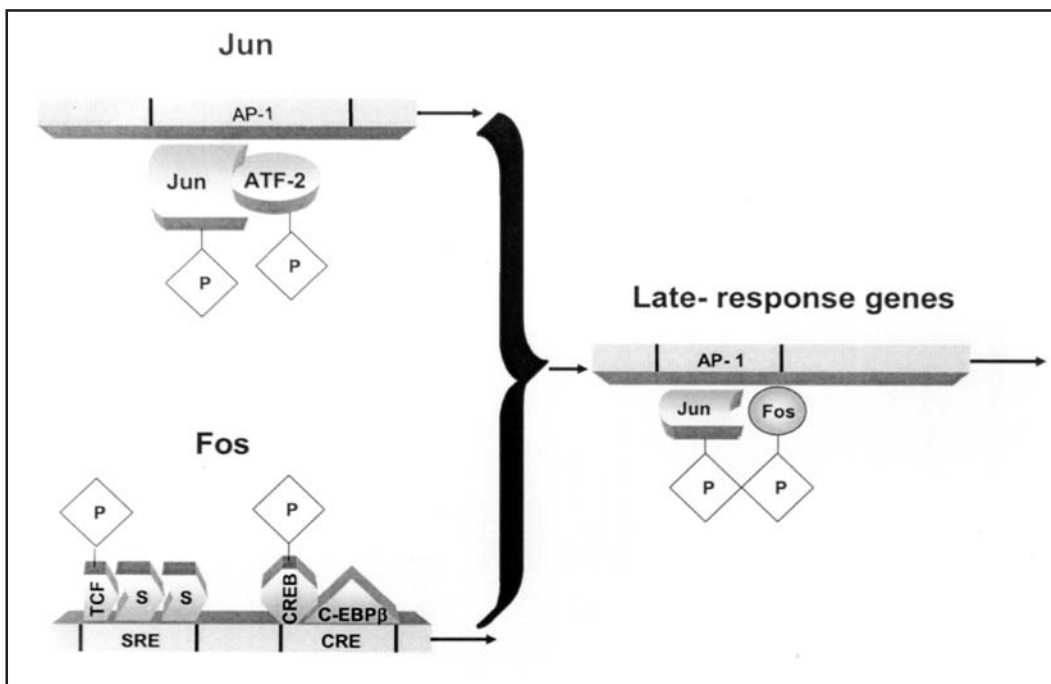 Jun
AP-1
Jun
ATF-2
P
P
Fos
P
P
TCF
S
S
CREB
C-EBPβ
SRE
CRE
Late- response genes
AP- 1
Jun
Fos
P
P